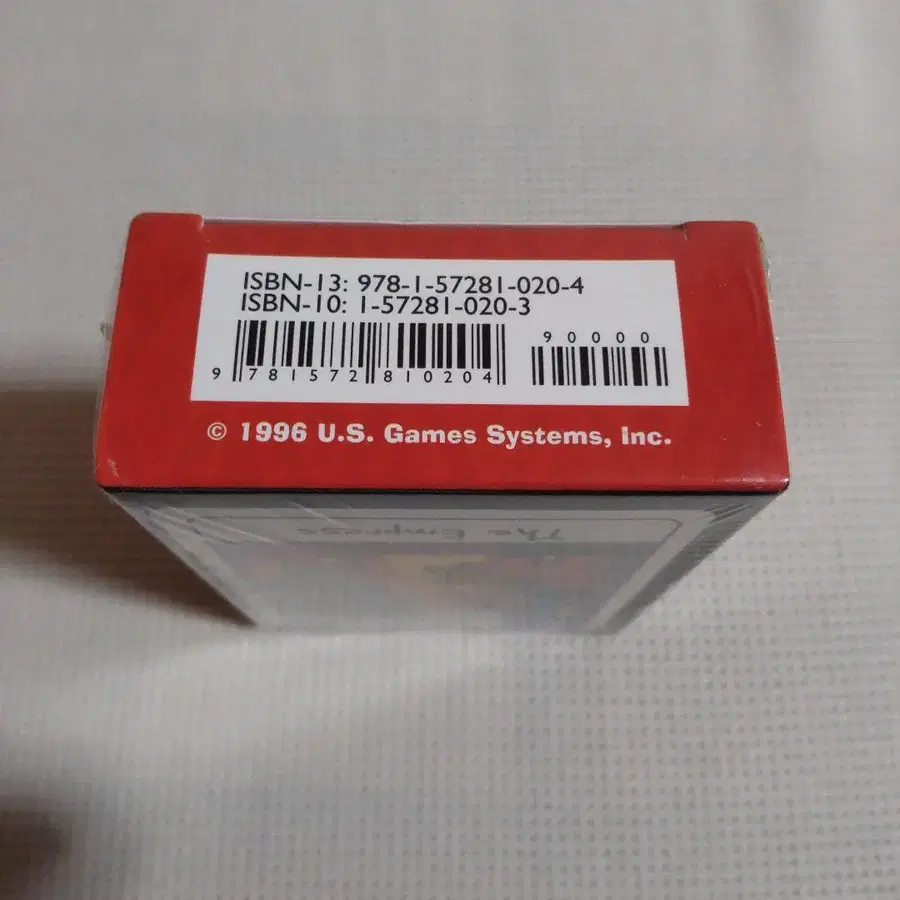 ISBN-13: 978-1-57281-020-4
ISBN-10: 1-57281-020-3
90000
9 781572 810204
© 1996 U.S. Games Systems, Inc.
The Empress